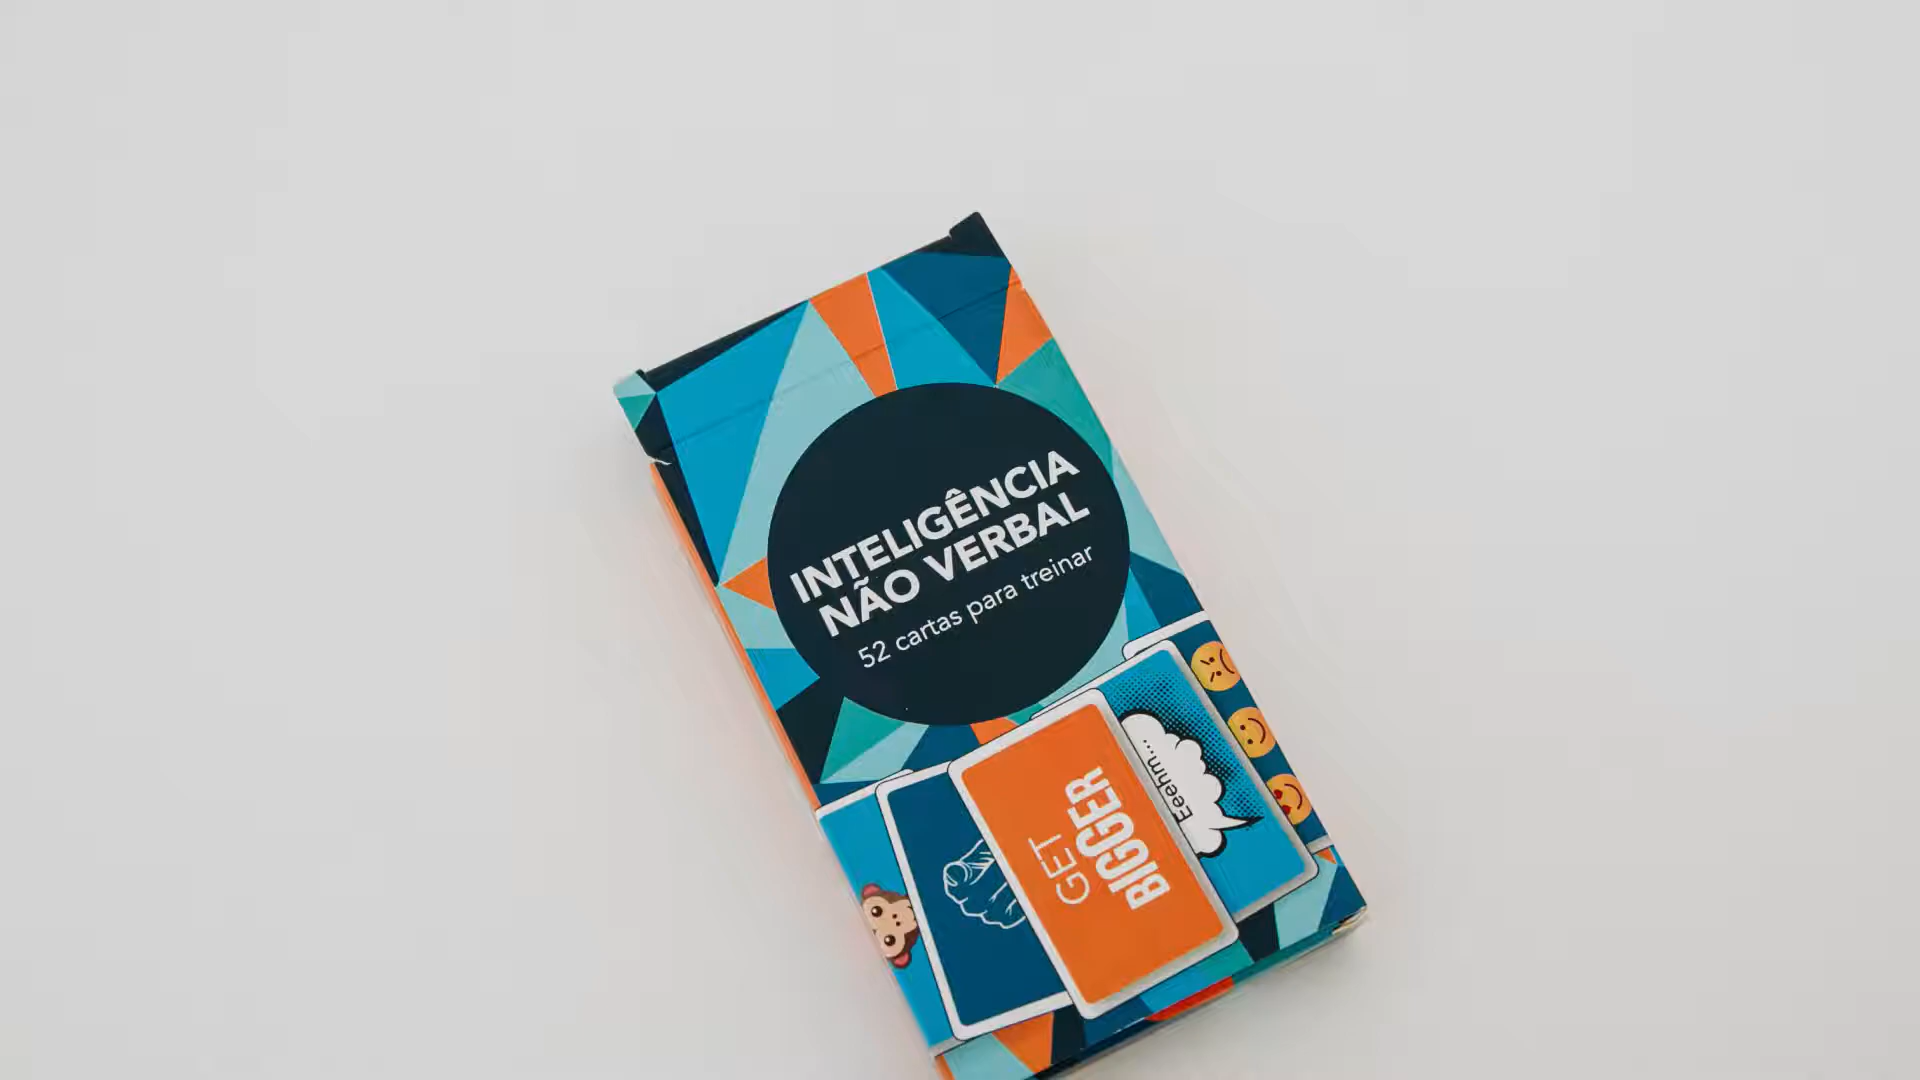 INTELIGÊNCIA
NÃO VERBAL
52 cartas para treinar
GET
BIGGER
Eeehm...